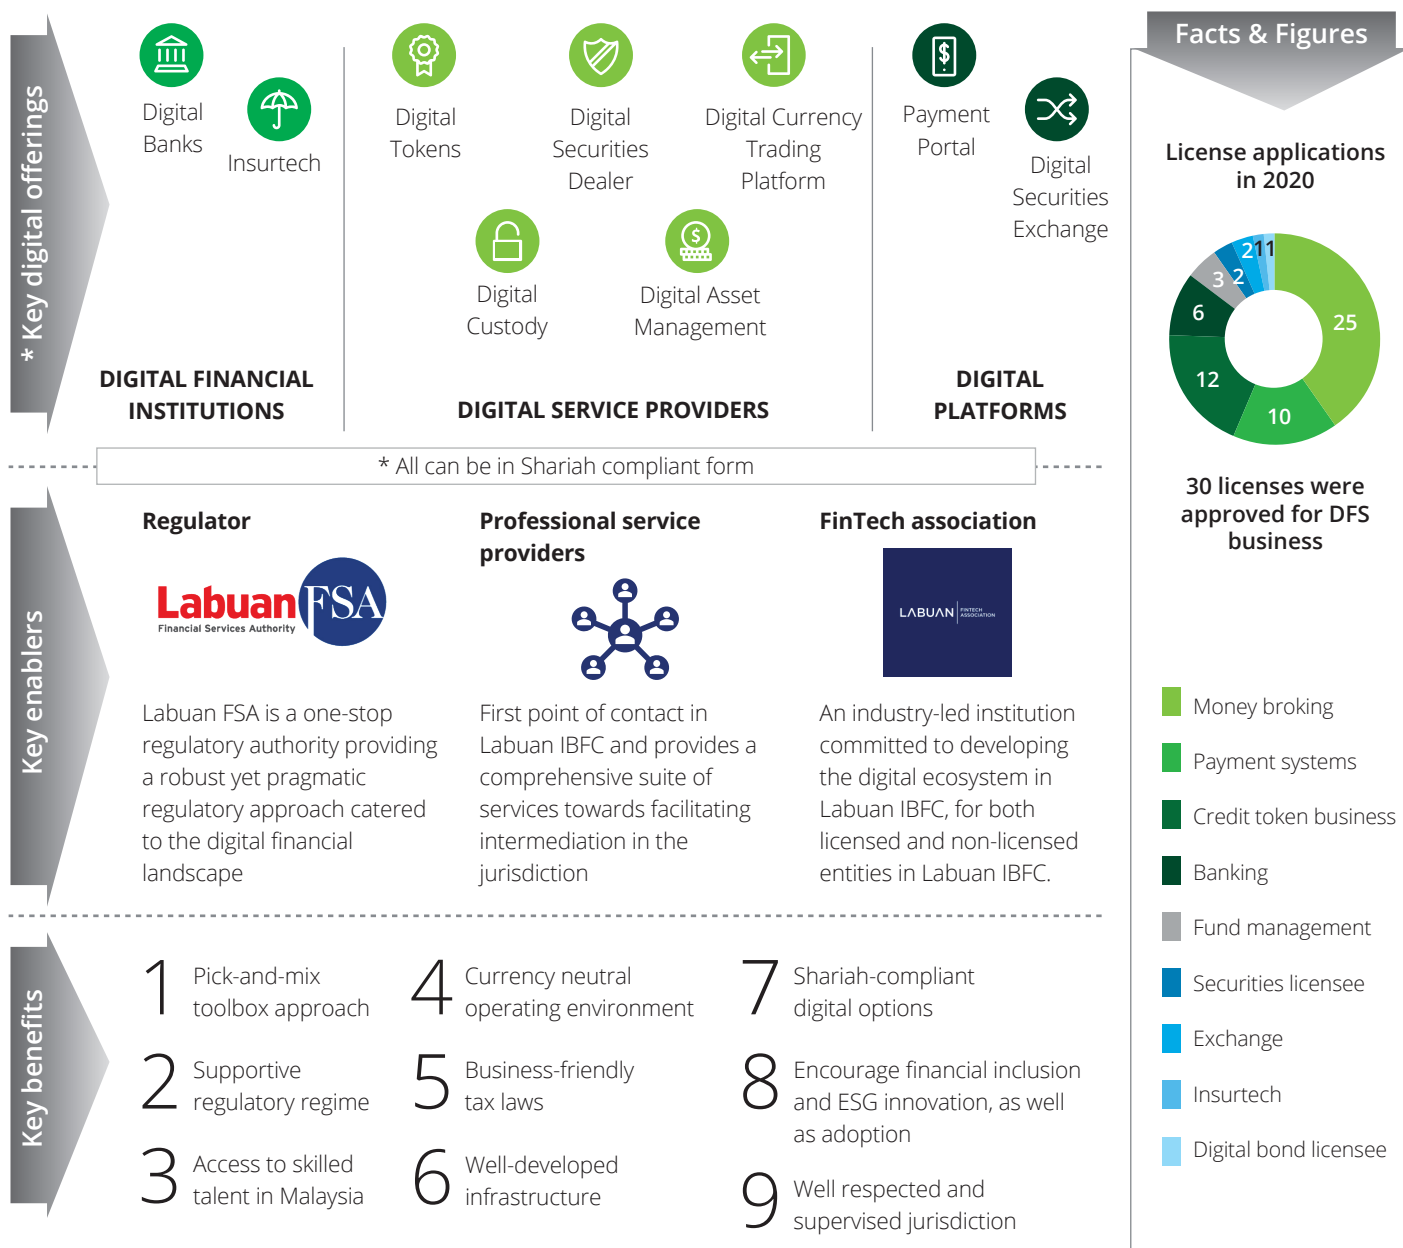 * Key digital offerings
Digital
Banks
Insurtech
DIGITAL FINANCIAL
INSTITUTIONS
Digital
Tokens
Digital
Securities
Dealer
Digital Currency
Trading
Platform
Digital
Custody
Digital Asset
Management
DIGITAL SERVICE PROVIDERS
Payment
Portal
Digital
Securities
Exchange
DIGITAL
PLATFORMS
* All can be in Shariah compliant form
Key enablers
Regulator
Labuan FSA
Financial Services Authority
Labuan FSA is a one-stop
regulatory authority providing
a robust yet pragmatic
regulatory approach catered
to the digital financial
landscape
Professional service
providers
First point of contact in
Labuan IBFC and provides a
comprehensive suite of
services towards facilitating
intermediation in the
jurisdiction
FinTech association
LABUAN
FINTECH
ASSOCIATION
An industry-led institution
committed to developing
the digital ecosystem in
Labuan IBFC, for both
licensed and non-licensed
entities in Labuan IBFC.
Key benefits
1 Pick-and-mix
toolbox approach
2 Supportive
regulatory regime
3 Access to skilled
talent in Malaysia
4 Currency neutral
operating environment
5 Business-friendly
tax laws
6 Well-developed
infrastructure
7 Shariah-compliant
digital options
8 Encourage financial inclusion
and ESG innovation, as well
as adoption
9 Well respected and
supervised jurisdiction
Facts & Figures
License applications
in 2020
25
10
12
6
3
2
2
1
1
30 licenses were
approved for DFS
business
Money broking
Payment systems
Credit token business
Banking
Fund management
Securities licensee
Exchange
Insurtech
Digital bond licensee